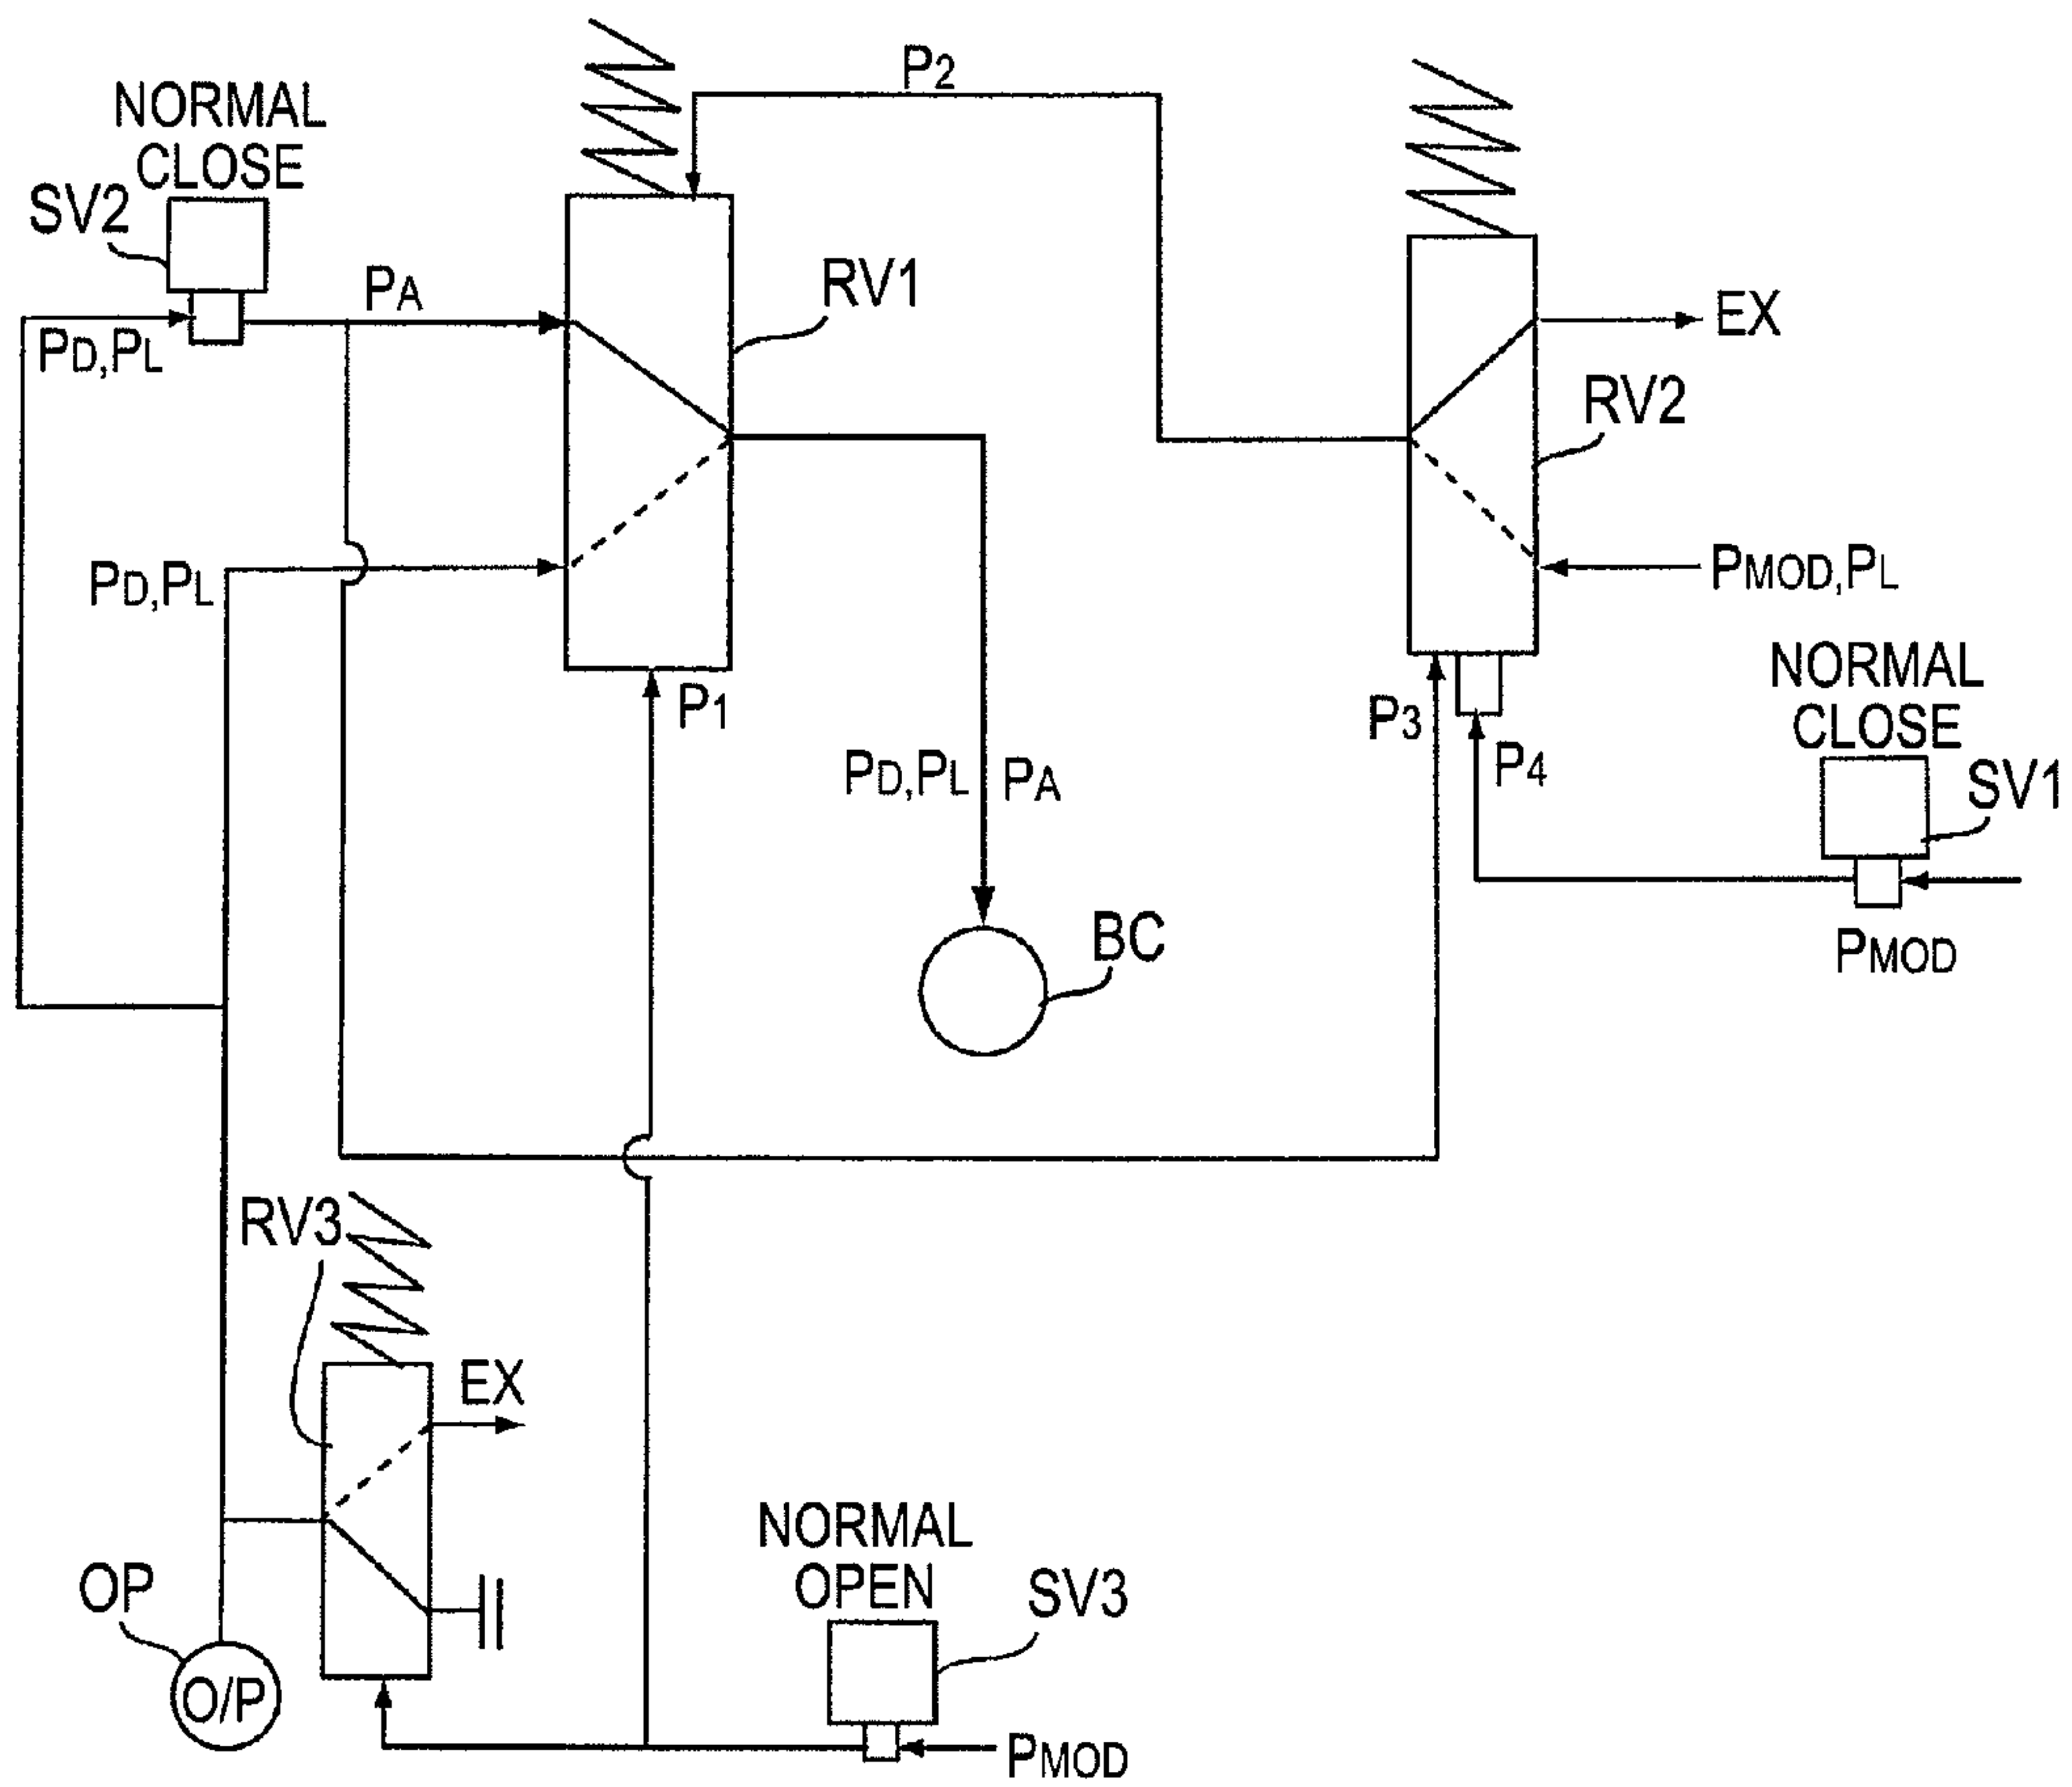 P2
NORMAL
CLOSE
SV2
PA
RV1
EX
PD,PL
RV2
PD,PL
PMOD,PL
NORMAL
CLOSE
P1
P3
P4
SV1
PD,PL
PA
BC
PMOD
RV3
EX
NORMAL
OPEN
OP
SV3
O/P
PMOD